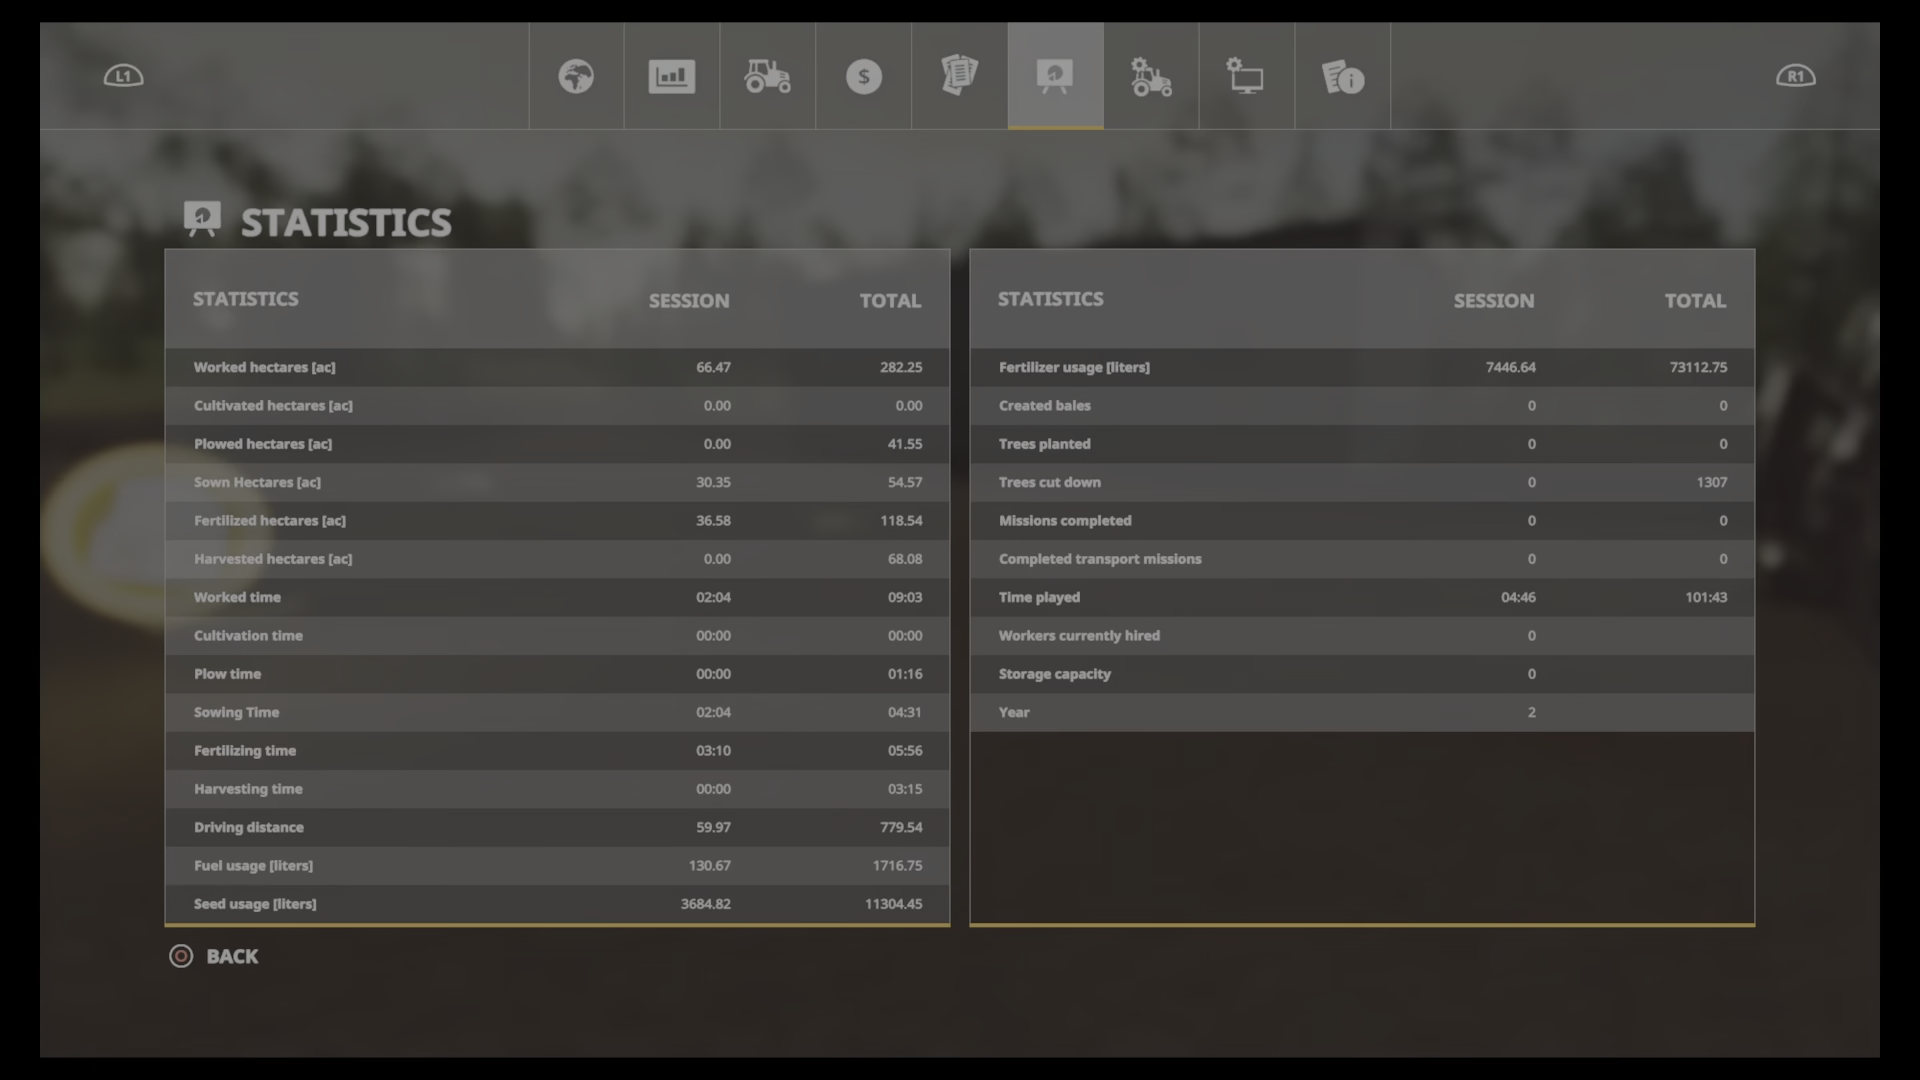 L1
$
R1
STATISTICS
STATISTICS SESSION TOTAL
Worked hectares [ac] 66.47 282.25
Cultivated hectares [ac] 0.00 0.00
Plowed hectares [ac] 0.00 41.55
Sown Hectares [ac] 30.35 54.57
Fertilized hectares [ac] 36.58 118.54
Harvested hectares [ac] 0.00 68.08
Worked time 02:04 09:03
Cultivation time 00:00 00:00
Plow time 00:00 01:16
Sowing Time 02:04 04:31
Fertilizing time 03:10 05:56
Harvesting time 00:00 03:15
Driving distance 59.97 779.54
Fuel usage [liters] 130.67 1716.75
Seed usage [liters] 3684.82 11304.45
STATISTICS SESSION TOTAL
Fertilizer usage [liters] 7446.64 73112.75
Created bales 0 0
Trees planted 0 0
Trees cut down 0 1307
Missions completed 0 0
Completed transport missions 0 0
Time played 04:46 101:43
Workers currently hired 0
Storage capacity 0
Year 2
BACK